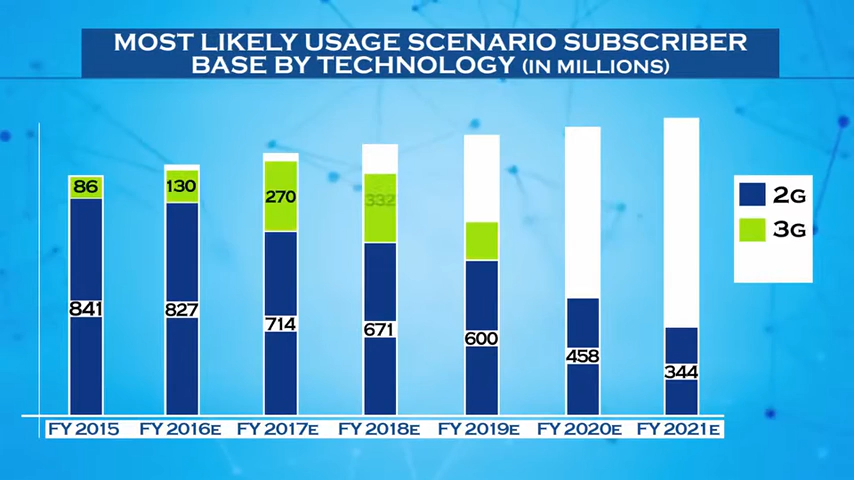 MOST LIKELY USAGE SCENARIO SUBSCRIBER
BASE BY TECHNOLOGY (IN MILLIONS)
86
130
270
332
841
827
714
671
600
458
344
2G
3G
FY 2015
FY 2016E
FY 2017E
FY 2018E
FY 2019E
FY 2020E
FY 2021E